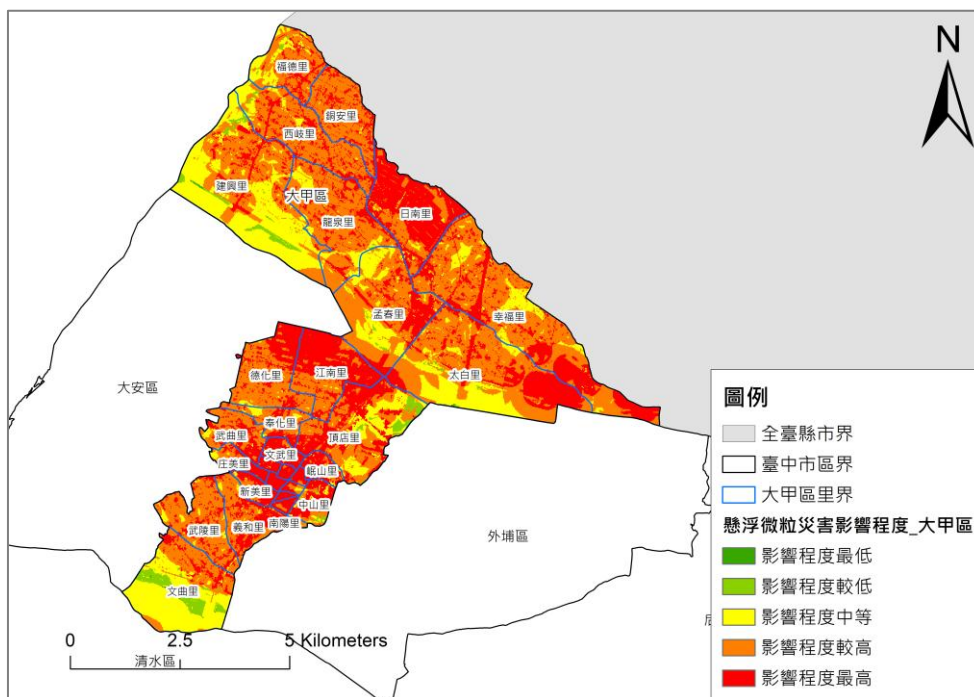 N
福德里
銅安里
西岐里
建興里
大甲區
日南里
龍泉里
孟春里
幸福里
太白里
江南里
德化里
大安區
奉化里
頂店里
武曲里
文武里
庄美里
岷山里
新美里
中山里
南陽里
義和里
武陵里
外埔區
文曲里
0 2.5 5 Kilometers
清水區
圖例
全臺縣市界
臺中市區界
大甲區里界
懸浮微粒災害影響程度_大甲區
影響程度最低
影響程度較低
影響程度中等
影響程度較高
影響程度最高